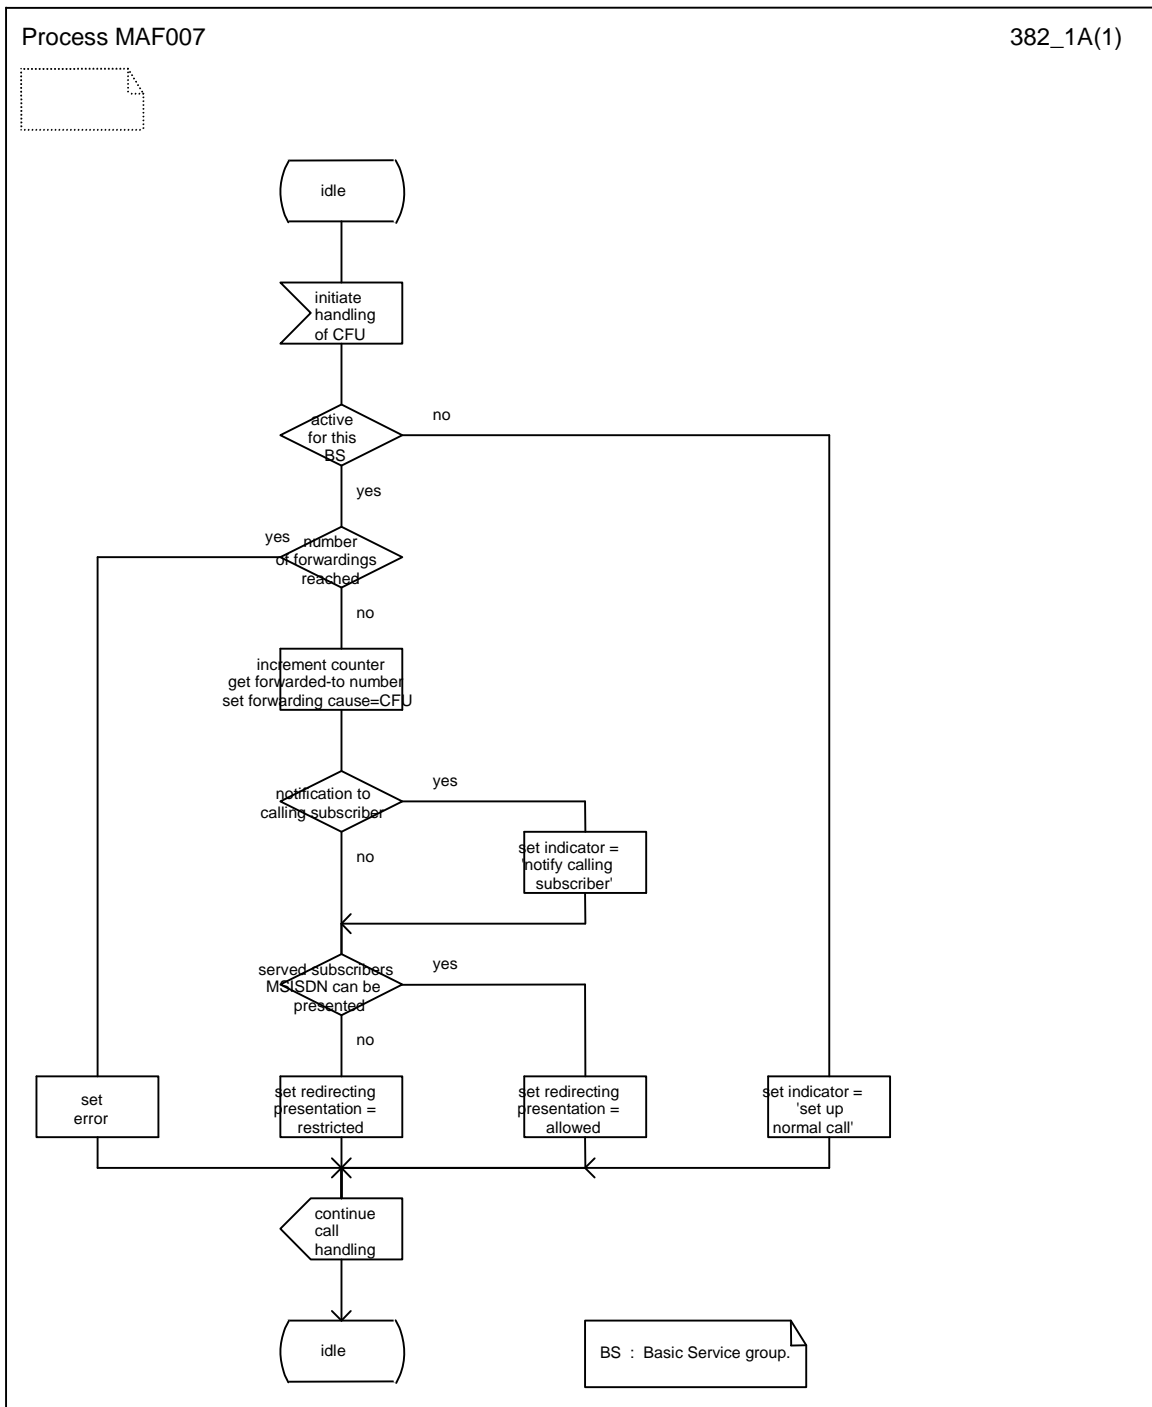 Process MAF007
382_1A(1)
idle
initiate
handling
of CFU
active
for this
BS
no
yes
yes
number
of forwardings
reached
no
increment counter
get forwarded-to number
set forwarding cause=CFU
notification to
calling subscriber
yes
no
set indicator =
'notify calling
subscriber'
served subscribers
MSISDN can be
presented
yes
no
set
error
set redirecting
presentation =
restricted
set redirecting
presentation =
allowed
set indicator =
'set up
normal call'
continue
call
handling
idle
BS : Basic Service group.